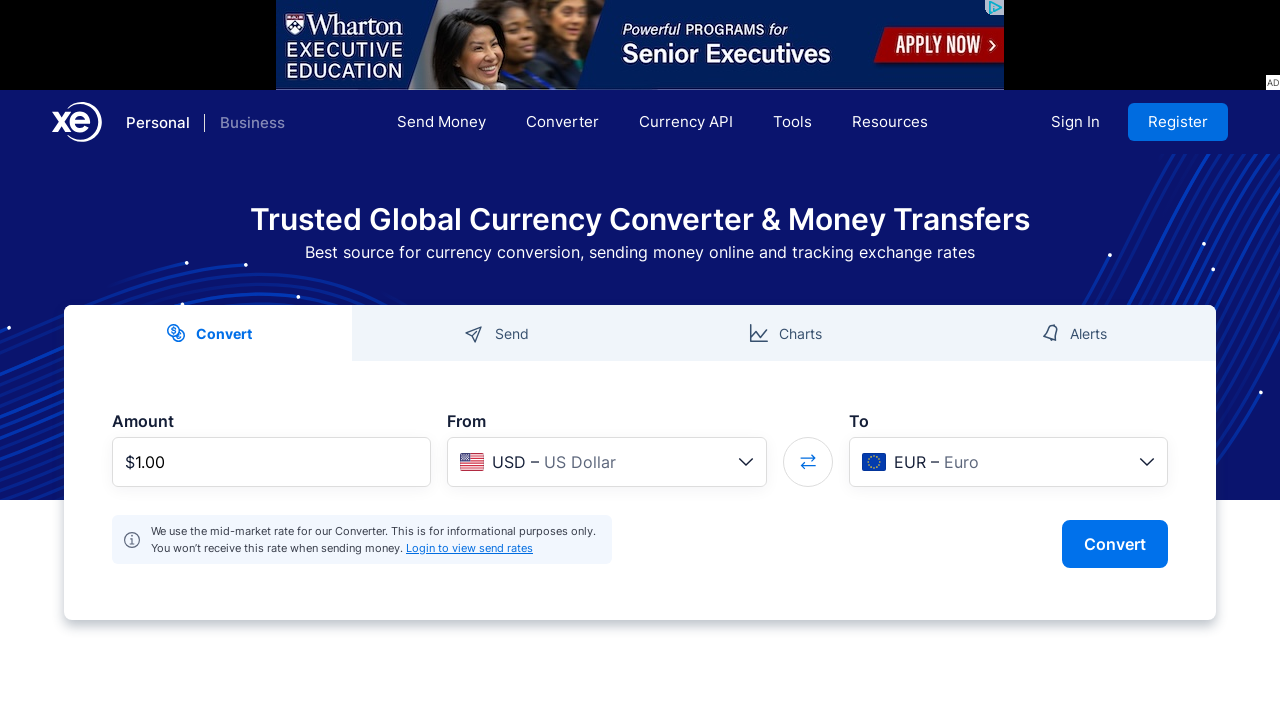 Wharton
EXECUTIVE
EDUCATION
Powerful PROGRAMS for
Senior Executives
APPLY NOW
AD
xe
Personal
Business
Send Money
Converter
Currency API
Tools
Resources
Sign In
Register
Trusted Global Currency Converter & Money Transfers
Best source for currency conversion, sending money online and tracking exchange rates
Convert
Send
Charts
Alerts
Amount
From
To
$1.00
USD – US Dollar
EUR – Euro
We use the mid-market rate for our Converter. This is for informational purposes only.
You won’t receive this rate when sending money. Login to view send rates
Convert